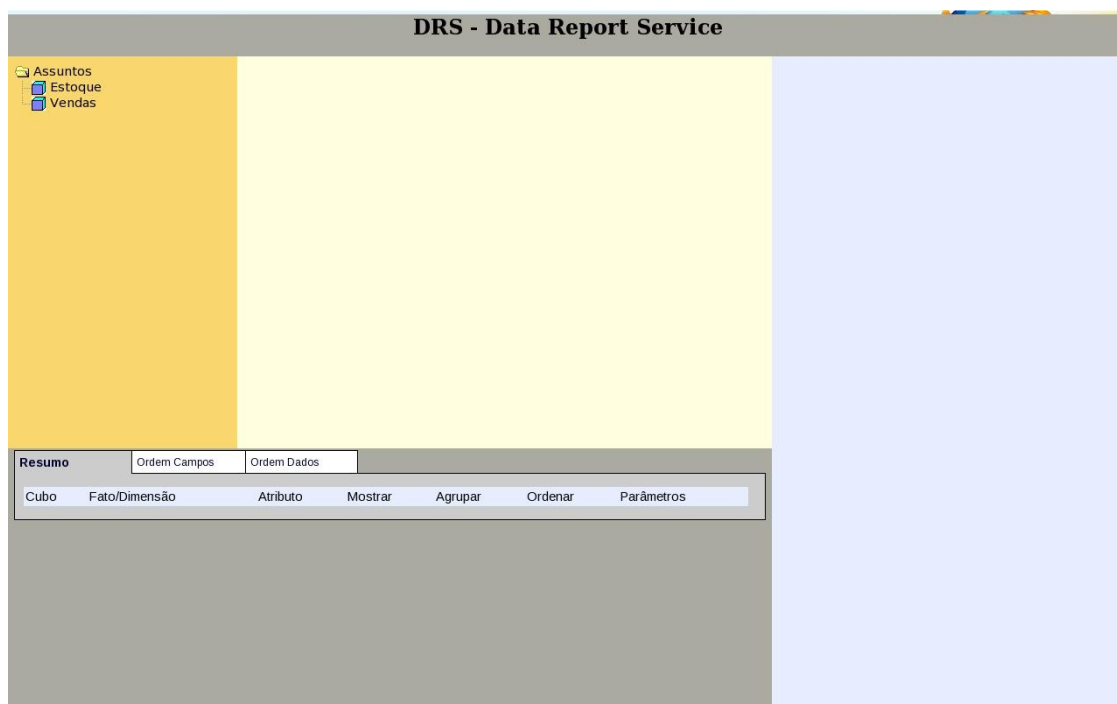 DRS - Data Report Service
Assuntos
Estoque
Vendas
Resumo Ordem Campos Ordem Dados
Cubo Fato/Dimensão Atributo Mostrar Agrupar Ordenar Parâmetros